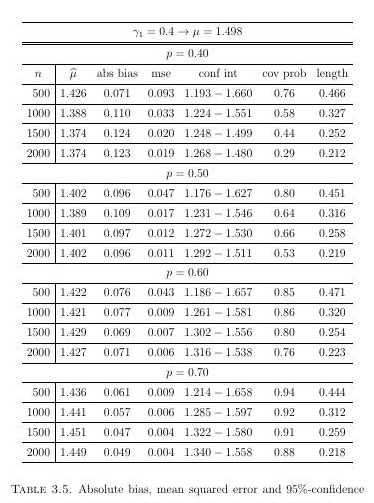 γ₁ = 0.4 → μ = 1.498
p = 0.40
n μ̂ abs bias mse conf int cov prob length
500 1.426 0.071 0.093 1.193 − 1.660 0.76 0.466
1000 1.388 0.110 0.033 1.224 − 1.551 0.58 0.327
1500 1.374 0.124 0.020 1.248 − 1.499 0.44 0.252
2000 1.374 0.123 0.019 1.268 − 1.480 0.29 0.212
p = 0.50
500 1.402 0.096 0.047 1.176 − 1.627 0.80 0.451
1000 1.389 0.109 0.017 1.231 − 1.546 0.64 0.316
1500 1.401 0.097 0.012 1.272 − 1.530 0.66 0.258
2000 1.402 0.096 0.011 1.292 − 1.511 0.53 0.219
p = 0.60
500 1.422 0.076 0.043 1.186 − 1.657 0.85 0.471
1000 1.421 0.077 0.009 1.261 − 1.581 0.86 0.320
1500 1.429 0.069 0.007 1.302 − 1.556 0.80 0.254
2000 1.427 0.071 0.006 1.316 − 1.538 0.76 0.223
p = 0.70
500 1.436 0.061 0.009 1.214 − 1.658 0.94 0.444
1000 1.441 0.057 0.006 1.285 − 1.597 0.92 0.312
1500 1.451 0.047 0.004 1.322 − 1.580 0.91 0.259
2000 1.449 0.049 0.004 1.340 − 1.558 0.88 0.218
TABLE 3.5. Absolute bias, mean squared error and 95%-confidence